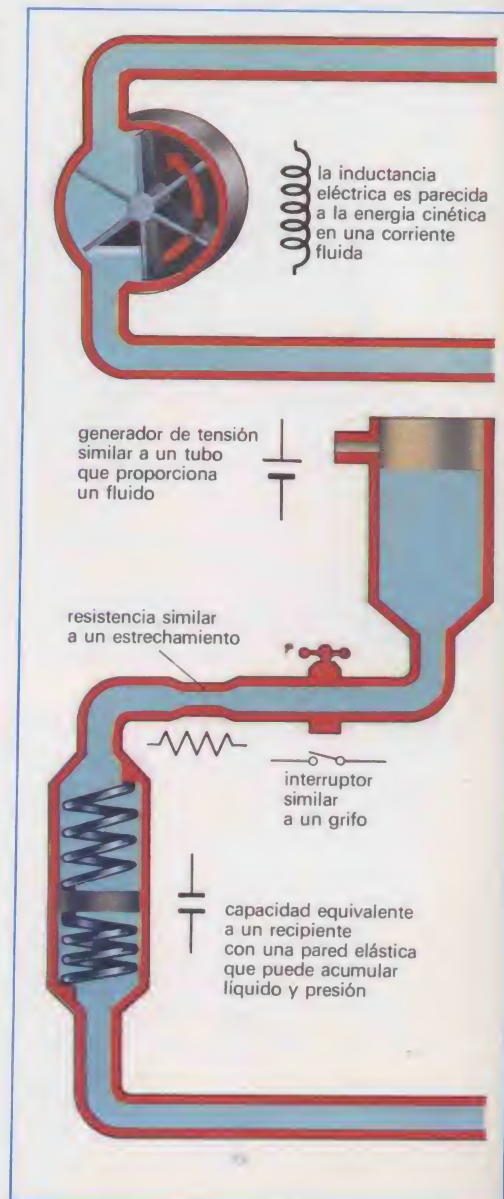 la inductancia
eléctrica es parecida
a la energía cinética
en una corriente
fluida
generador de tensión
similar a un tubo
que proporciona
un fluido
resistencia similar
a un estrechamiento
interruptor
similar
a un grifo
capacidad equivalente
a un recipiente
con una pared elástica
que puede acumular
líquido y presión